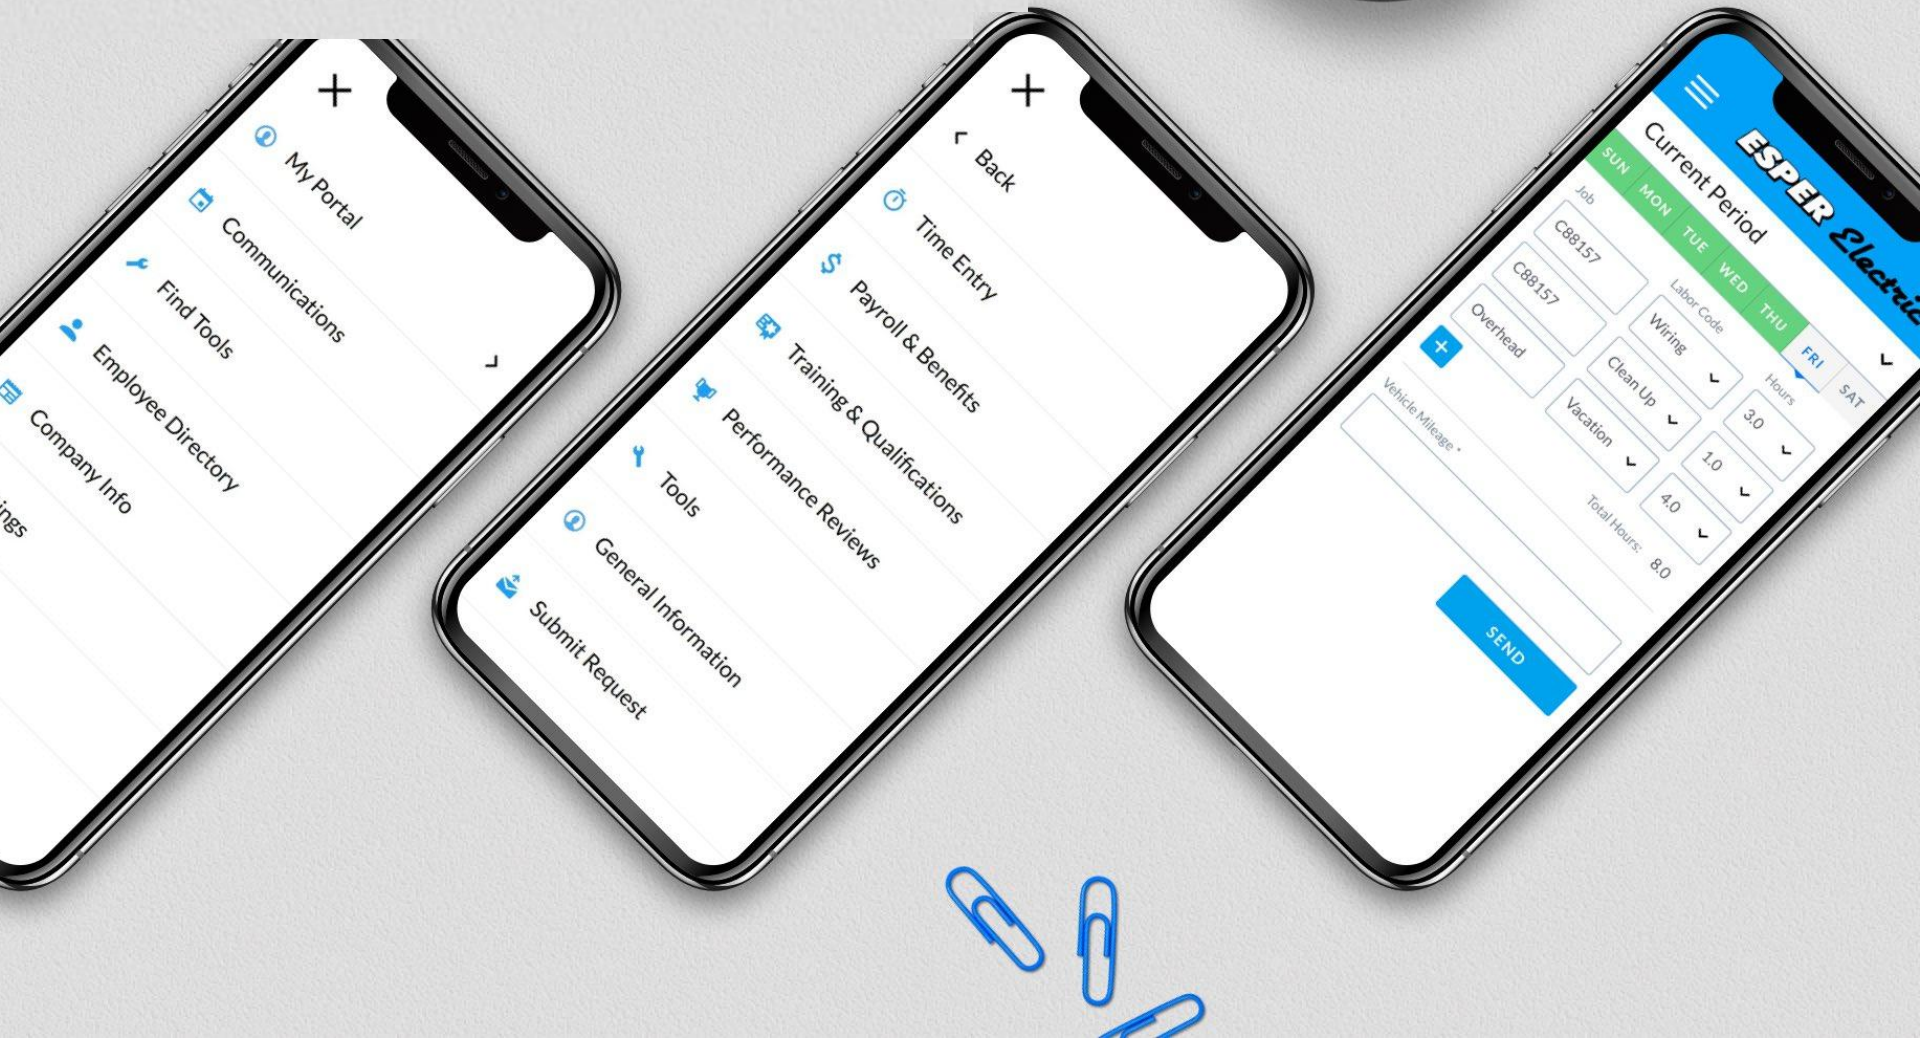 My Portal
Communications
Find Tools
Employee Directory
Company Info
ings
Back
Time Entry
Payroll & Benefits
Training & Qualifications
Performance Reviews
Tools
General Information
Submit Request
ESPER Electric
Current Period
SUN MON TUE WED THU FRI SAT
Job Labor Code Hours
C88157 Wiring 3.0
C88157 Clean Up 1.0
Overhead Vacation 4.0
Total Hours: 8.0
Vehicle Mileage *
SEND